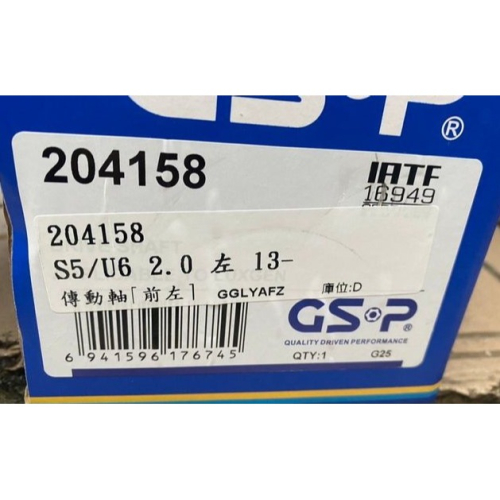 GSP
®
204158
IATF
16949
204158
S5/U6 2.0 左 13-
傳動軸「前左」 GGLYAFZ 庫位:D
GSP
QUALITY DRIVEN PERFORMANCE
6 941596 176745
QTY:1 G25